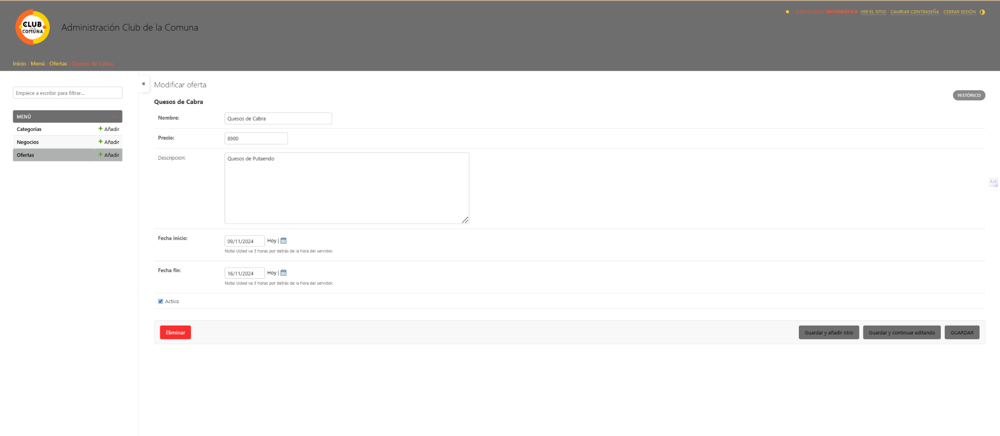 CLUB
DE LA
COMUNA
Administración Club de la Comuna
- BIENVENIDOS, INFORMÁTICA. VER EL SITIO / CAMBIAR CONTRASEÑA / CERRAR SESIÓN
Inicio › Menú › Ofertas › Quesos de Cabra
Empiece a escribir para filtrar...
MENÚ
Categorias + Añadir
Negocios + Añadir
Ofertas + Añadir
«
Modificar oferta
HISTÓRICO
Quesos de Cabra
Nombre: Quesos de Cabra
Precio: 8900
Descripcion: Quesos de Putaendo
Fecha inicio: 09/11/2024 Hoy |
Nota: Usted va 3 horas por detrás de la hora del servidor.
Fecha fin: 16/11/2024 Hoy |
Nota: Usted va 3 horas por detrás de la hora del servidor.
Activa
Eliminar
Guardar y añadir otro
Guardar y continuar editando
GUARDAR